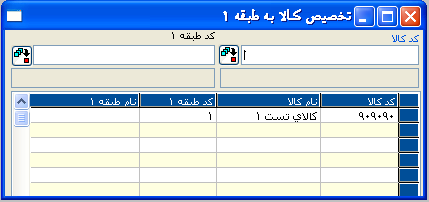 تخصیص کالا به طبقه ۱
کد کالا کد طبقه ۱
کد کالا نام کالا کد طبقه ۱ نام طبقه ۱
۹۰۹۰۹۰ کالاي تست ۱ ۱